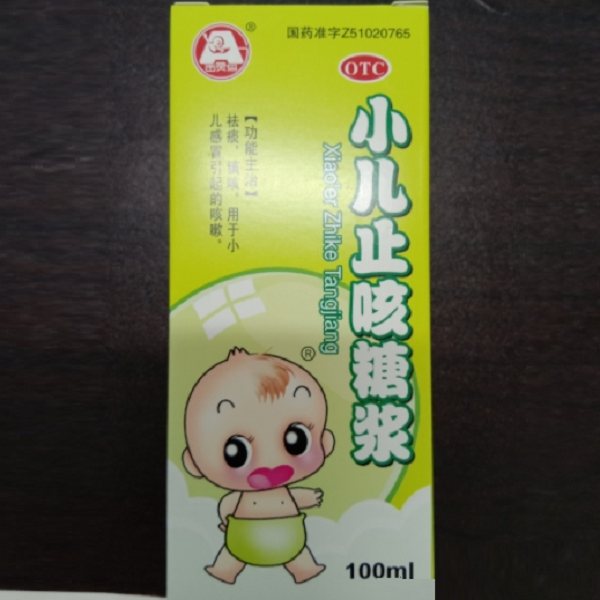 国药准字Z51020765
OTC
小儿止咳糖浆
Xiao'er Zhike Tangjiang
【功能主治】
祛痰，镇咳。用于小
儿感冒引起的咳嗽。
®
®
100ml